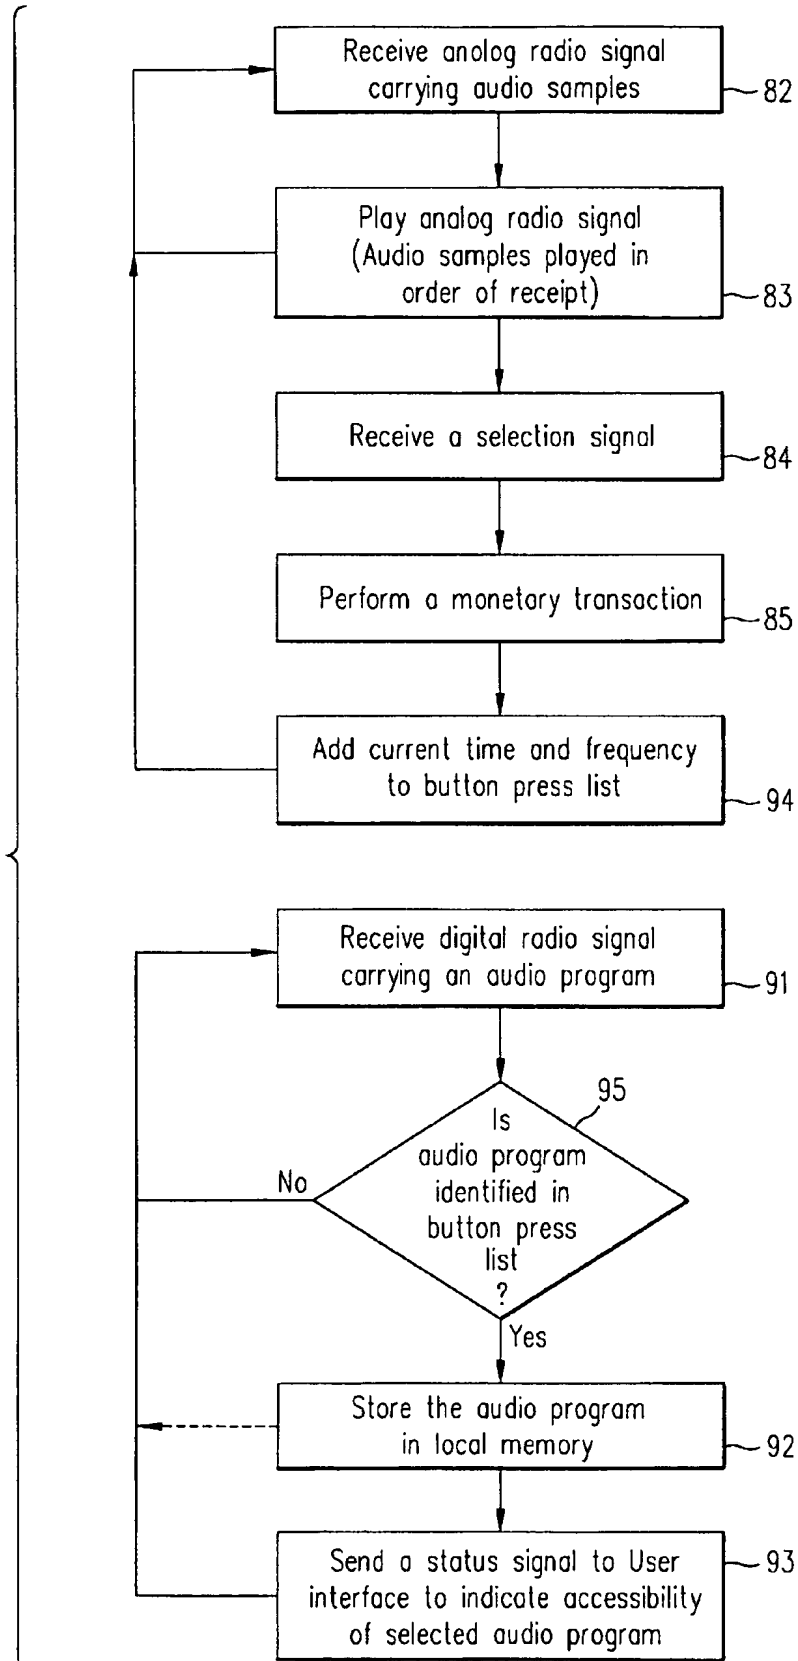 Receive analog radio signal
carrying audio samples
82
Play analog radio signal
(Audio samples played in
order of receipt)
83
Receive a selection signal
84
Perform a monetary transaction
85
Add current time and frequency
to button press list
94
Receive digital radio signal
carrying an audio program
91
95
Is
audio program
identified in
button press
list
?
No
Yes
Store the audio program
in local memory
92
Send a status signal to User
interface to indicate accessibility
of selected audio program
93